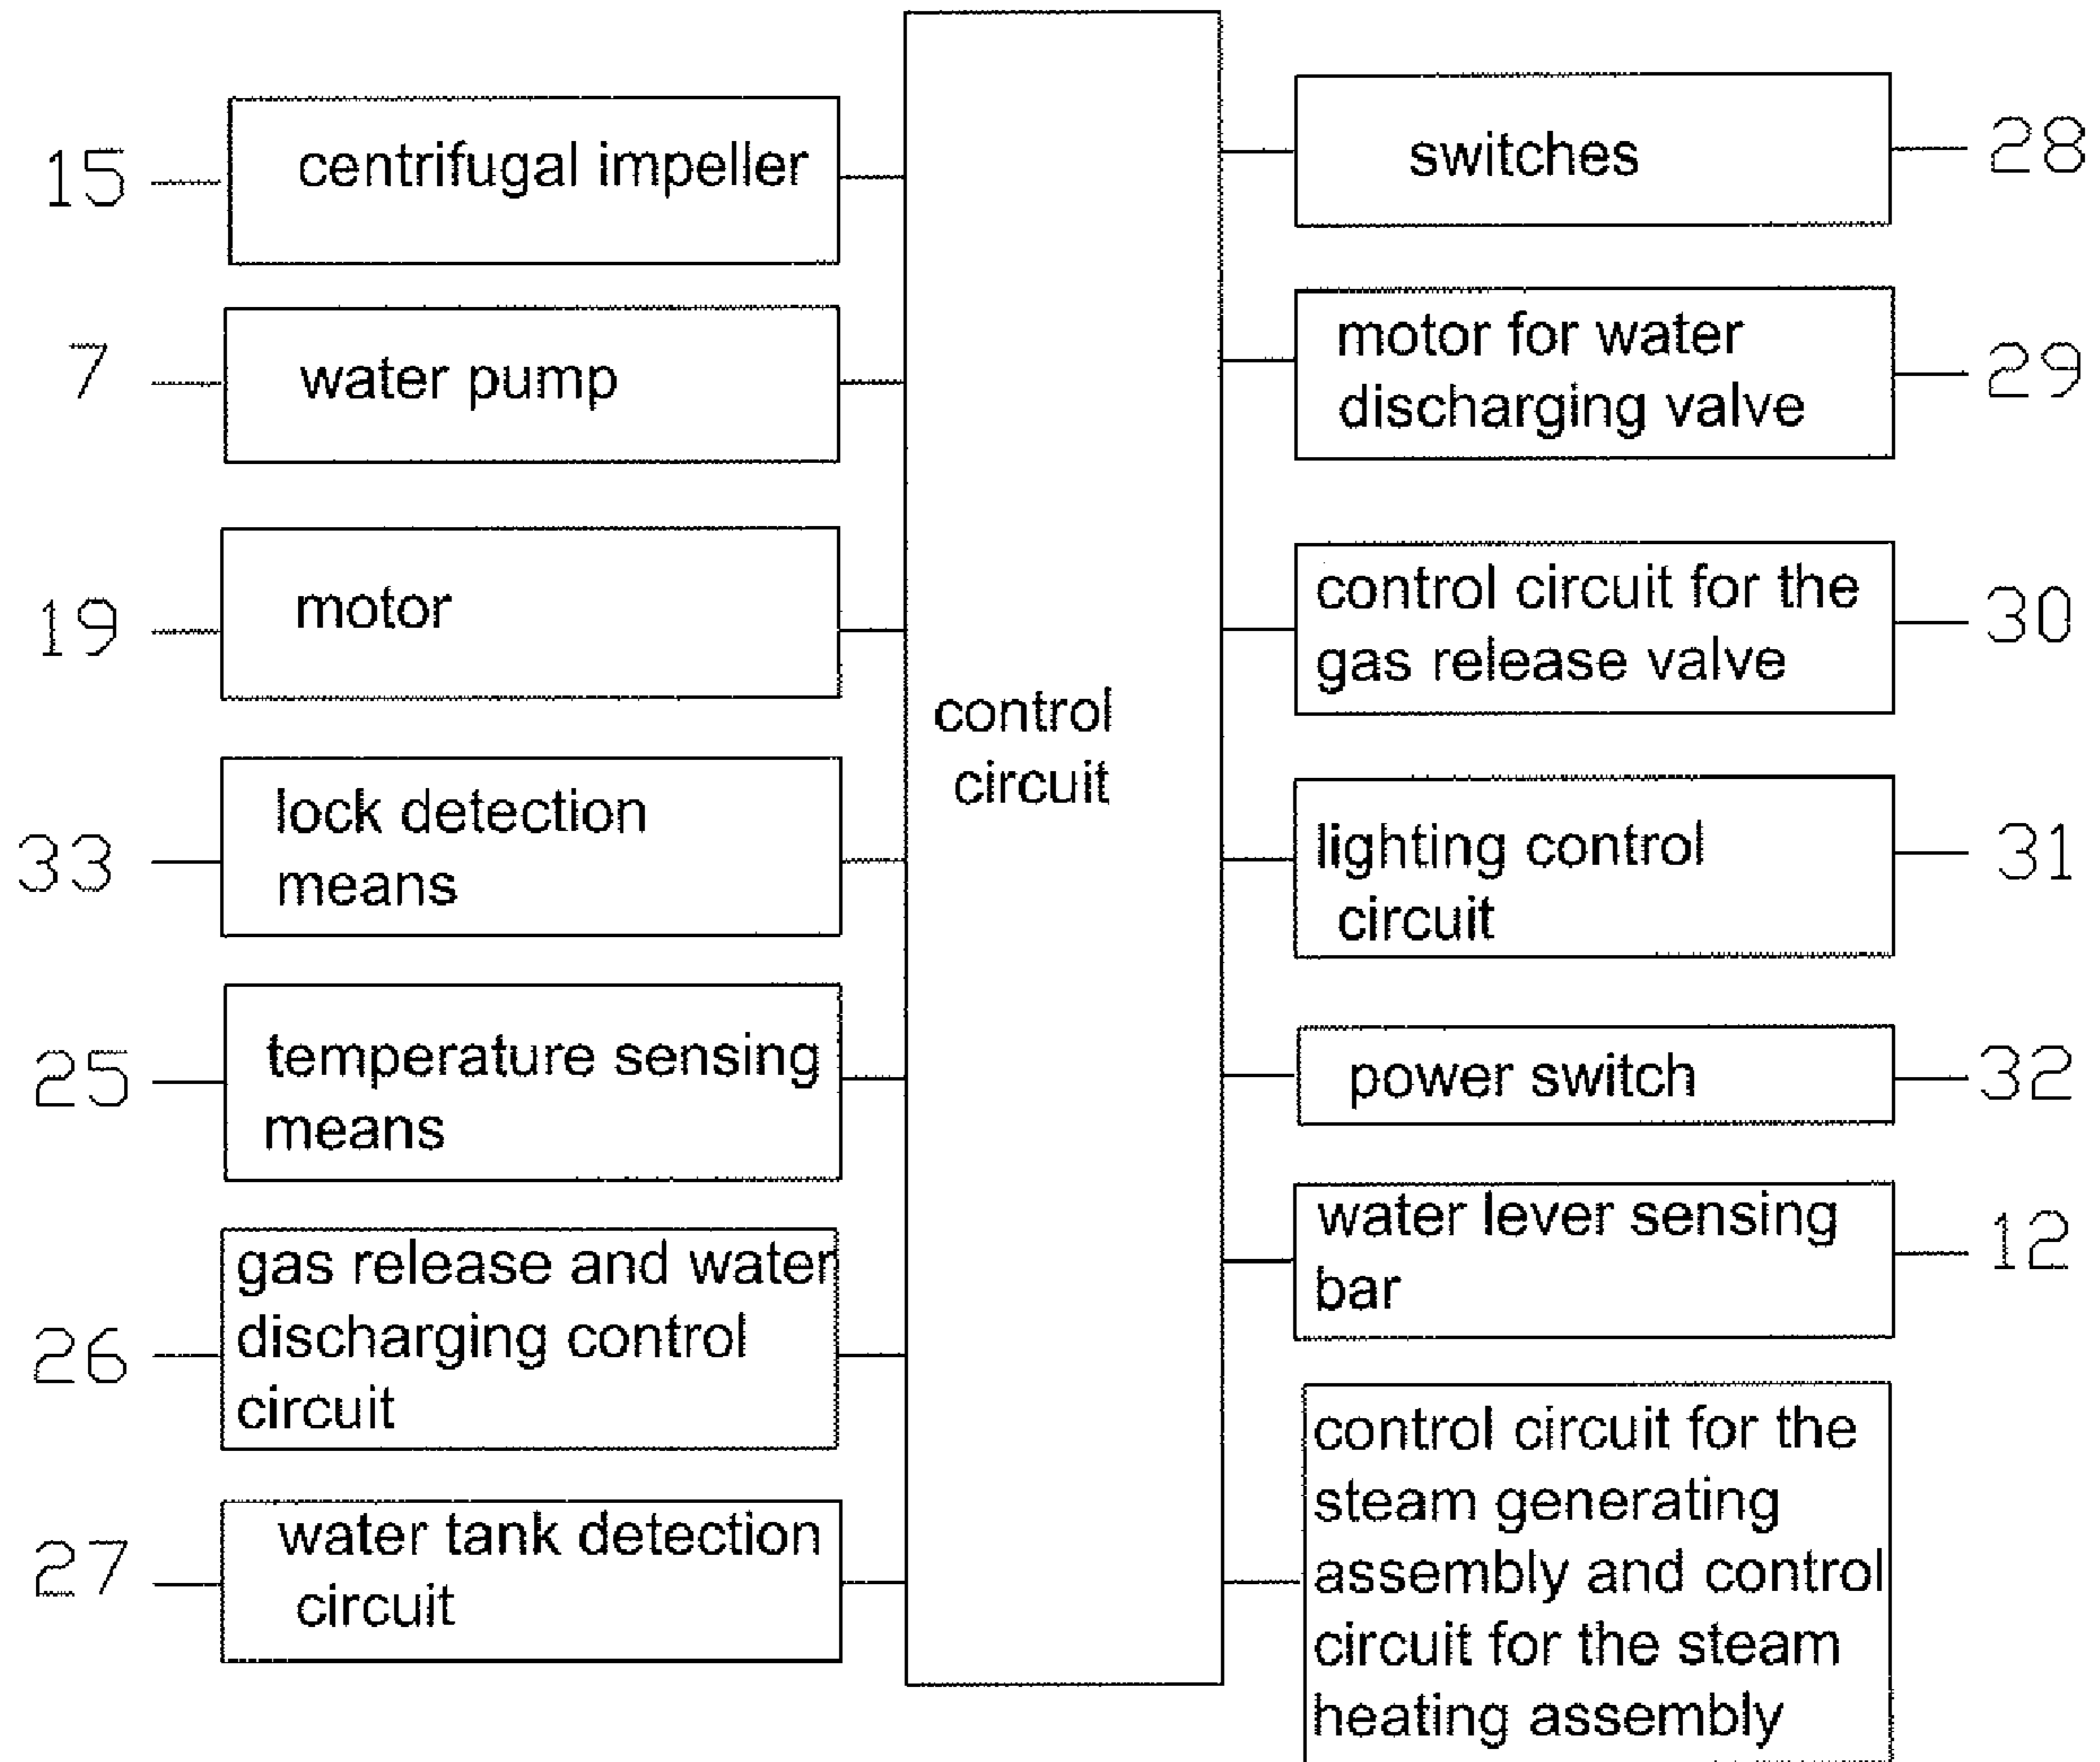 15
centrifugal impeller
7
water pump
19
motor
33
lock detection
means
25
temperature sensing
means
26
gas release and water
discharging control
circuit
27
water tank detection
circuit
control
circuit
switches
28
motor for water
discharging valve
29
control circuit for the
gas release valve
30
lighting control
circuit
31
power switch
32
water lever sensing
bar
12
control circuit for the
steam generating
assembly and control
circuit for the steam
heating assembly